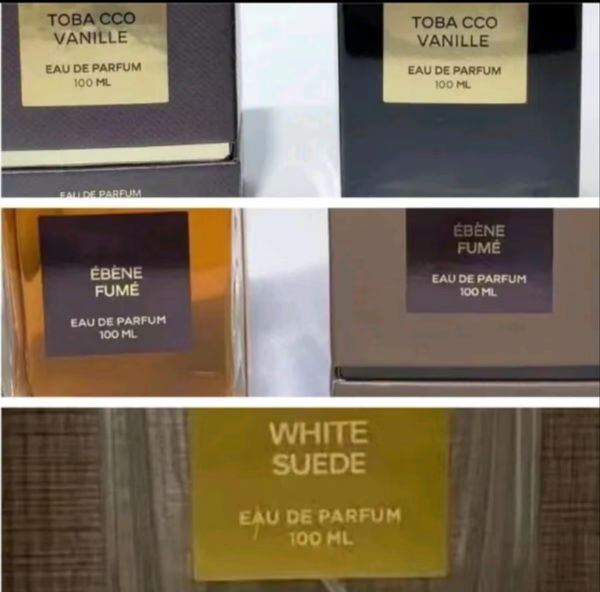 TOBA CCO
VANILLE
EAU DE PARFUM
100 ML
EAU DE PARFUM
TOBA CCO
VANILLE
EAU DE PARFUM
100 ML
ÉBÈNE
FUMÉ
EAU DE PARFUM
100 ML
ÉBÈNE
FUMÉ
EAU DE PARFUM
100 ML
WHITE
SUEDE
EAU DE PARFUM
100 ML